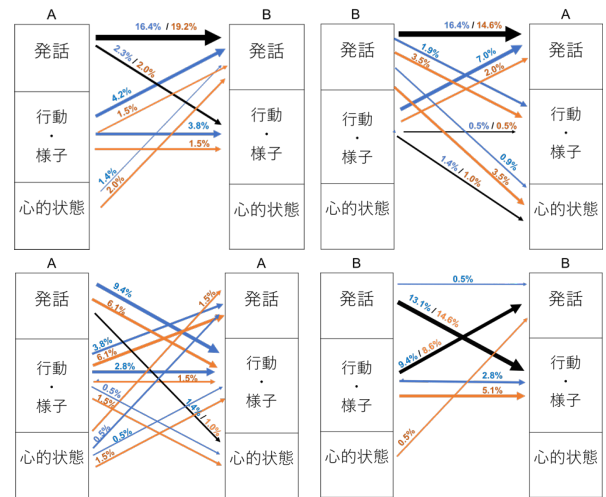 A
B
発話
行動
・
様子
心的状態
発話
行動
・
様子
心的状態
16.4% / 19.2%
2.3% / 2.0%
4.2%
1.5%
3.8%
1.5%
1.4%
2.0%
B
A
発話
行動
・
様子
心的状態
発話
行動
・
様子
心的状態
16.4% / 14.6%
1.9%
3.5%
7.0%
2.0%
0.5% / 0.5%
1.4% / 1.0%
0.9%
3.5%
A
A
発話
行動
・
様子
心的状態
発話
行動
・
様子
心的状態
9.4%
6.1%
1.5%
3.8%
6.1%
2.8%
1.5%
0.5%
1.5%
1.4% / 1.0%
0.5%
0.5%
1.5%
B
B
発話
行動
・
様子
心的状態
発話
行動
・
様子
心的状態
0.5%
13.1% / 14.6%
9.4% / 8.6%
2.8%
5.1%
0.5%